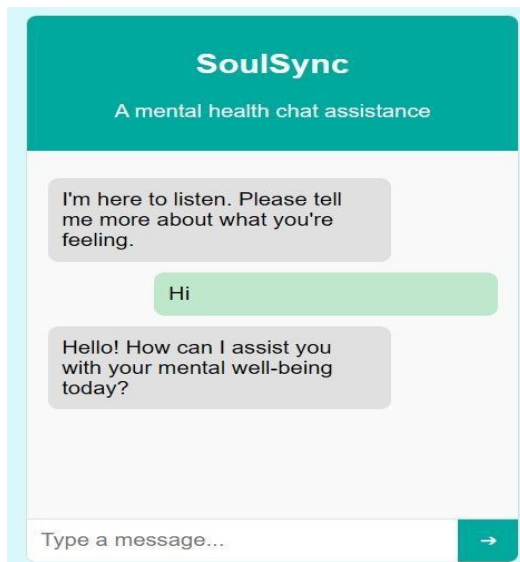 SoulSync
A mental health chat assistance
I'm here to listen. Please tell
me more about what you're
feeling.
Hi
Hello! How can I assist you
with your mental well-being
today?
Type a message...
➔